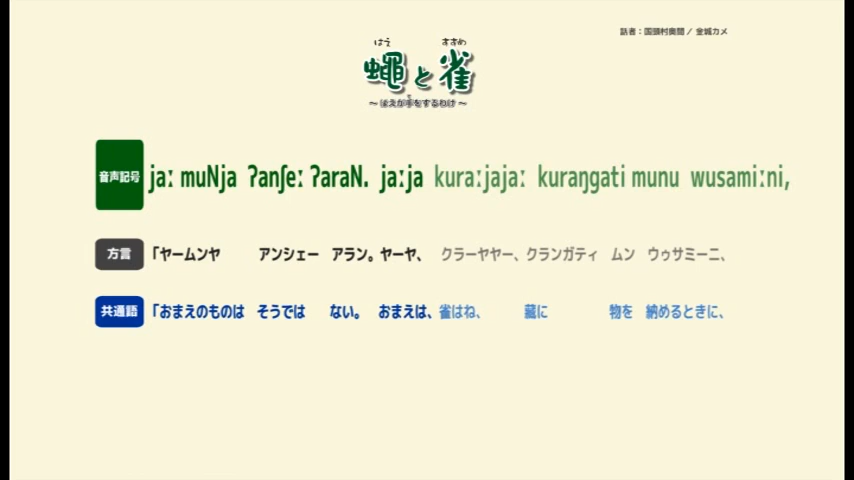 話者：国頭村奥間 / 金城カメ
はえ すずめ
蠅と雀
～はえが手をするわけ～
音声記号 jaː muNja ʔanʃeː ʔaraN. jaːja kuraːjajaː kuraŋgati munu wusamiːni,
方言 「ヤームンヤ アンシェー アラン。ヤーヤ、 クラーヤヤー、クランガティ ムン ウゥサミーニ、
共通語 「おまえのものは そうでは ない。 おまえは、雀はね、 蔵に 物を 納めるときに、